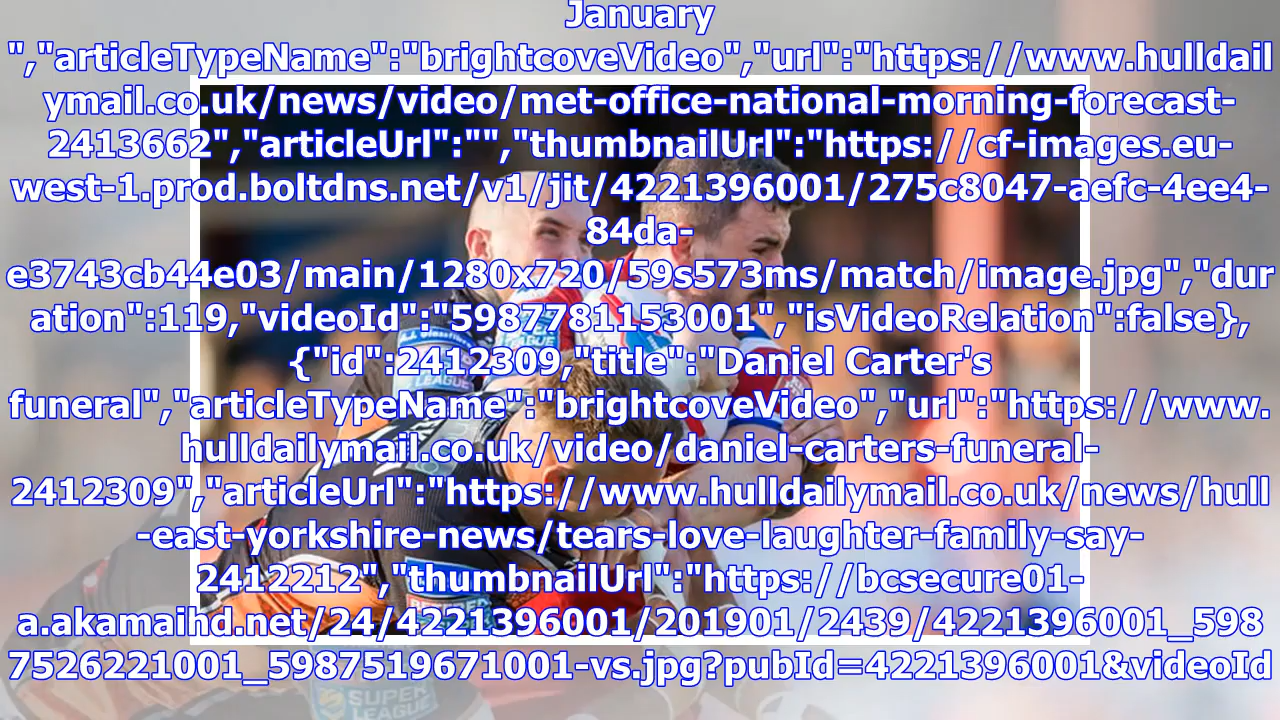 January
","articleTypeName":"brightcoveVideo","url":"https://www.hulldail
ymail.co.uk/news/video/met-office-national-morning-forecast-
2413662","articleUrl":"","thumbnailUrl":"https://cf-images.eu-
west-1.prod.boltdns.net/v1/jit/4221396001/275c8047-aefc-4ee4-
84da-
e3743cb44e03/main/1280x720/59s573ms/match/image.jpg","dur
ation":119,"videoId":"5987781153001","isVideoRelation":false},
{"id":2412309,"title":"Daniel Carter's
funeral","articleTypeName":"brightcoveVideo","url":"https://www.
hulldailymail.co.uk/video/daniel-carters-funeral-
2412309","articleUrl":"https://www.hulldailymail.co.uk/news/hull
-east-yorkshire-news/tears-love-laughter-family-say-
2412212","thumbnailUrl":"https://bcsecure01-
a.akamaihd.net/24/4221396001/201901/2439/4221396001_598
7526221001_5987519671001-vs.jpg?pubId=4221396001&videoId
LEAGUE
SUPER
LEAGUE